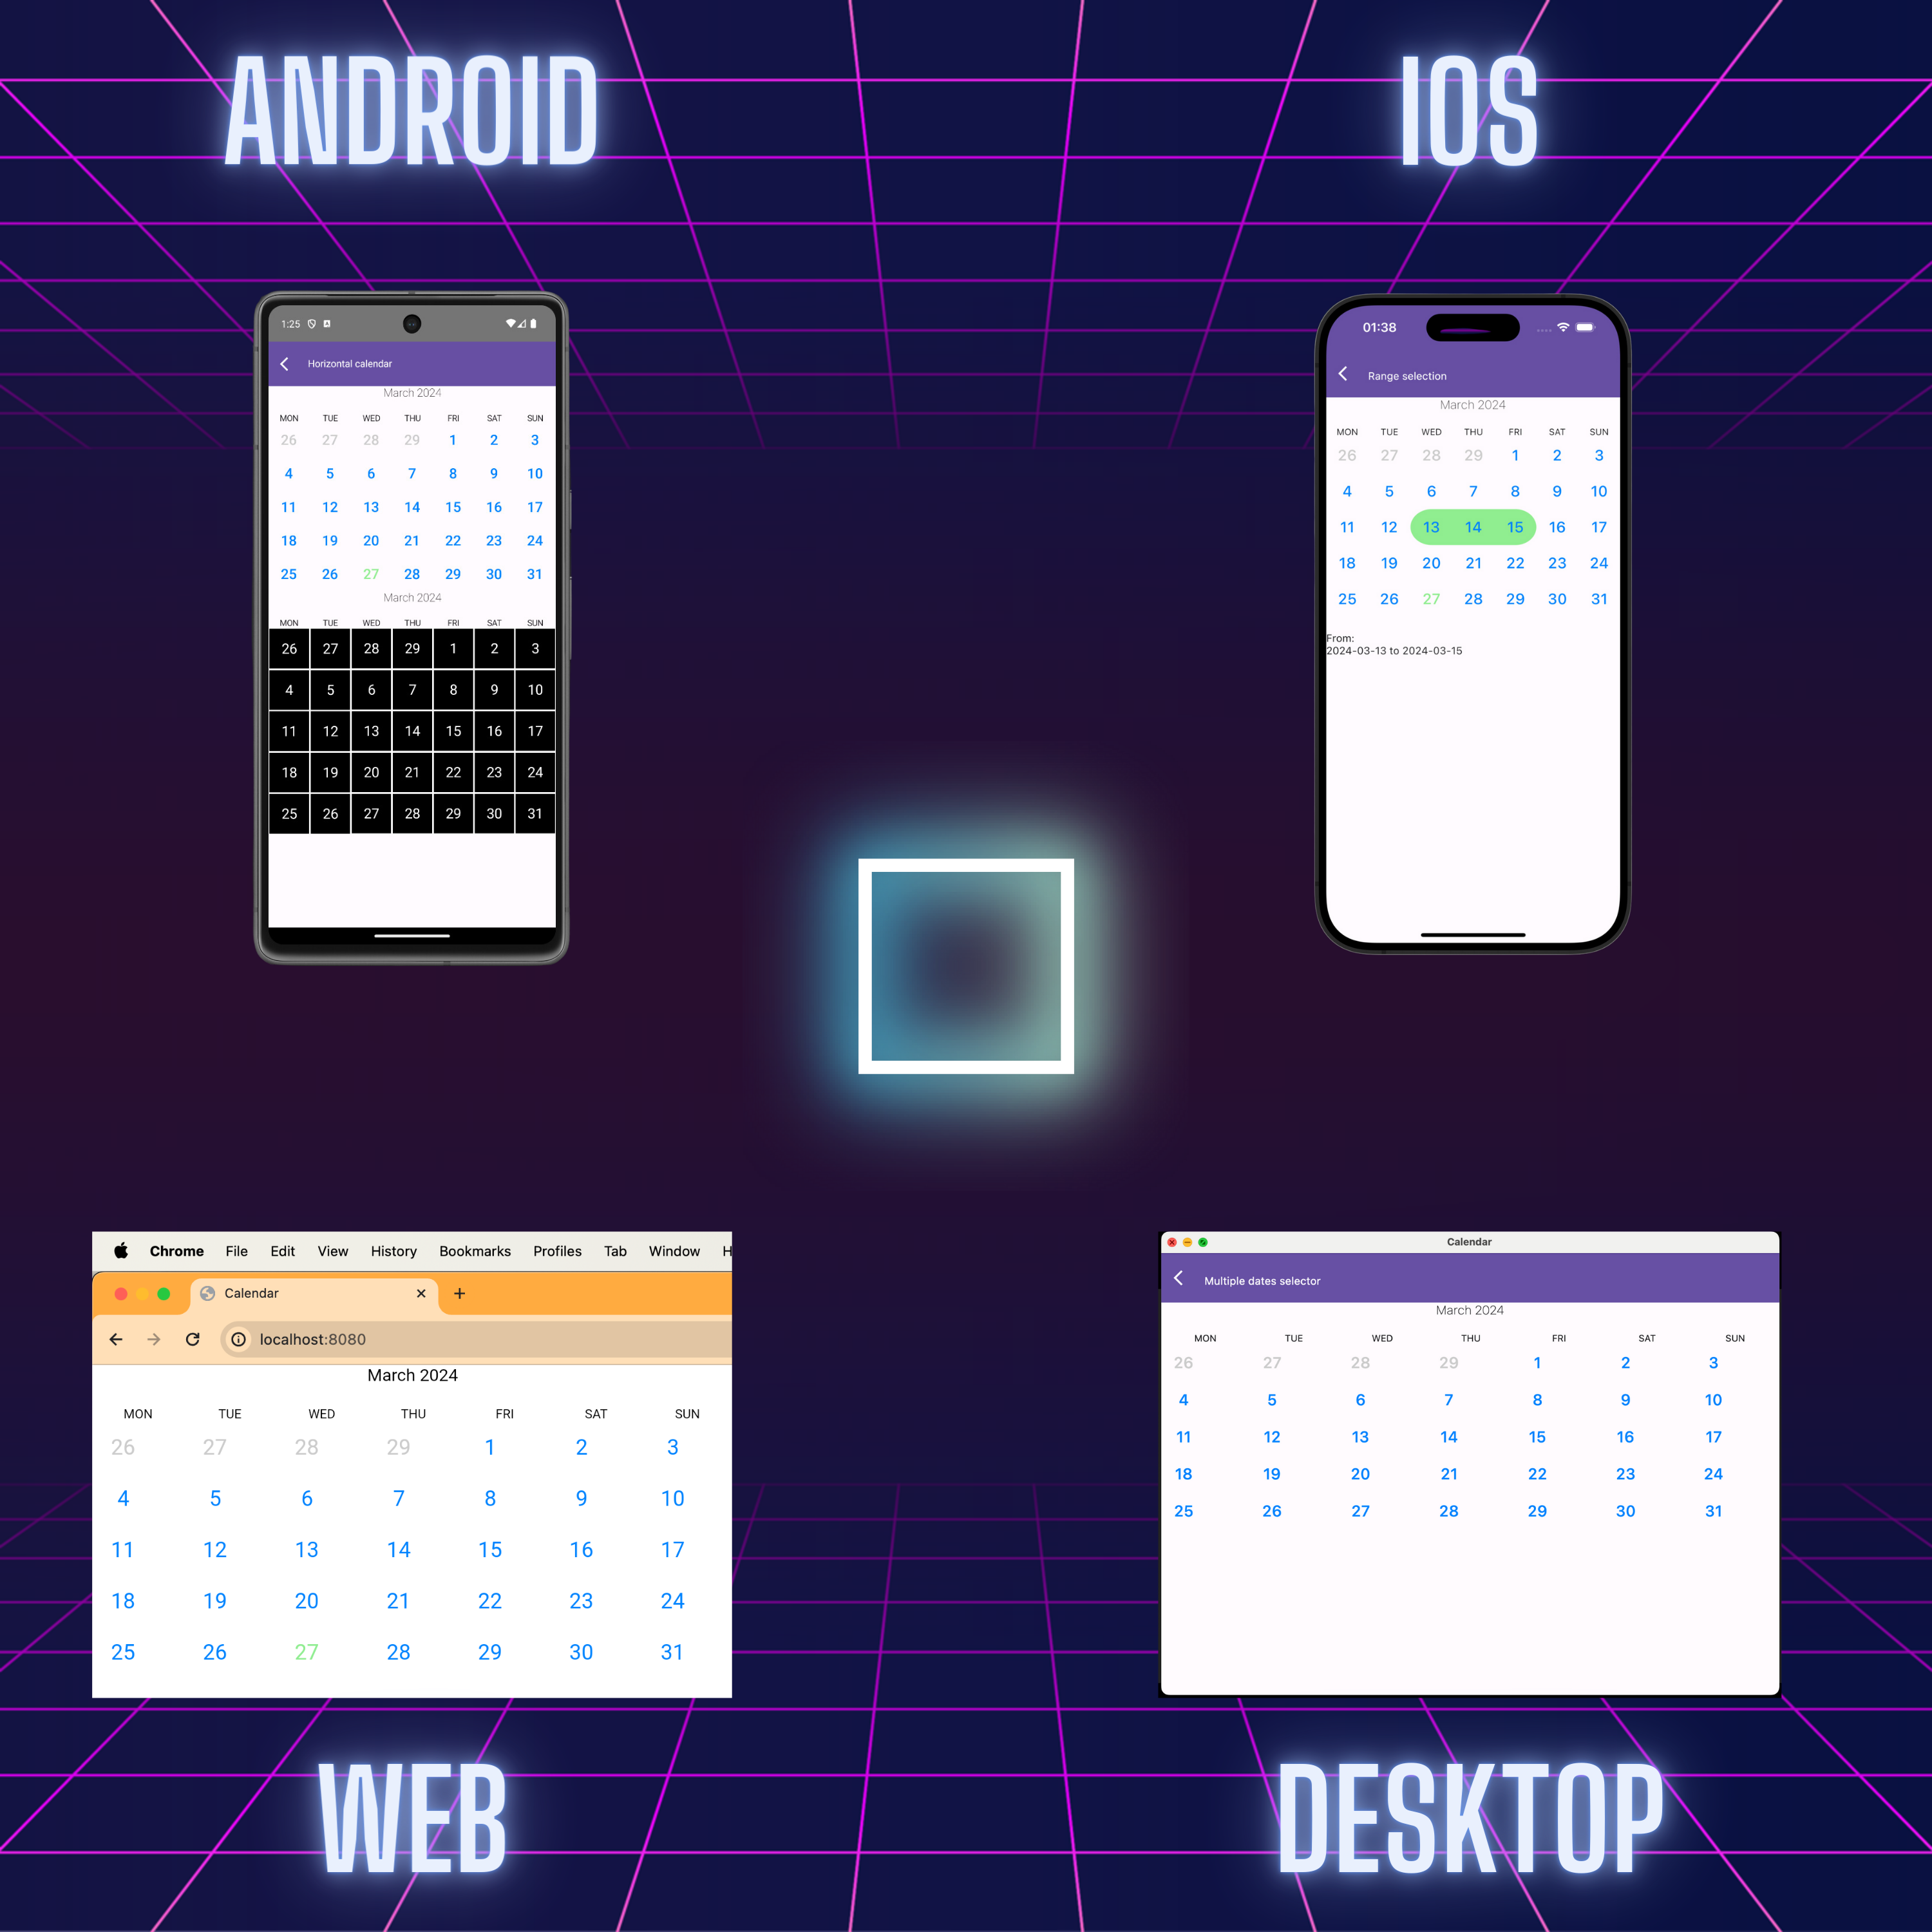 ANDROID
IOS
1:25
Horizontal calendar
March 2024
MON TUE WED THU FRI SAT SUN
26 27 28 29 1 2 3
4 5 6 7 8 9 10
11 12 13 14 15 16 17
18 19 20 21 22 23 24
25 26 27 28 29 30 31
March 2024
MON TUE WED THU FRI SAT SUN
26 27 28 29 1 2 3
4 5 6 7 8 9 10
11 12 13 14 15 16 17
18 19 20 21 22 23 24
25 26 27 28 29 30 31
01:38
Range selection
March 2024
MON TUE WED THU FRI SAT SUN
26 27 28 29 1 2 3
4 5 6 7 8 9 10
11 12 13 14 15 16 17
18 19 20 21 22 23 24
25 26 27 28 29 30 31
From:
2024-03-13 to 2024-03-15
Chrome File Edit View History Bookmarks Profiles Tab Window H
Calendar
localhost:8080
March 2024
MON TUE WED THU FRI SAT SUN
26 27 28 29 1 2 3
4 5 6 7 8 9 10
11 12 13 14 15 16 17
18 19 20 21 22 23 24
25 26 27 28 29 30 31
Calendar
Multiple dates selector
March 2024
MON TUE WED THU FRI SAT SUN
26 27 28 29 1 2 3
4 5 6 7 8 9 10
11 12 13 14 15 16 17
18 19 20 21 22 23 24
25 26 27 28 29 30 31
WEB
DESKTOP